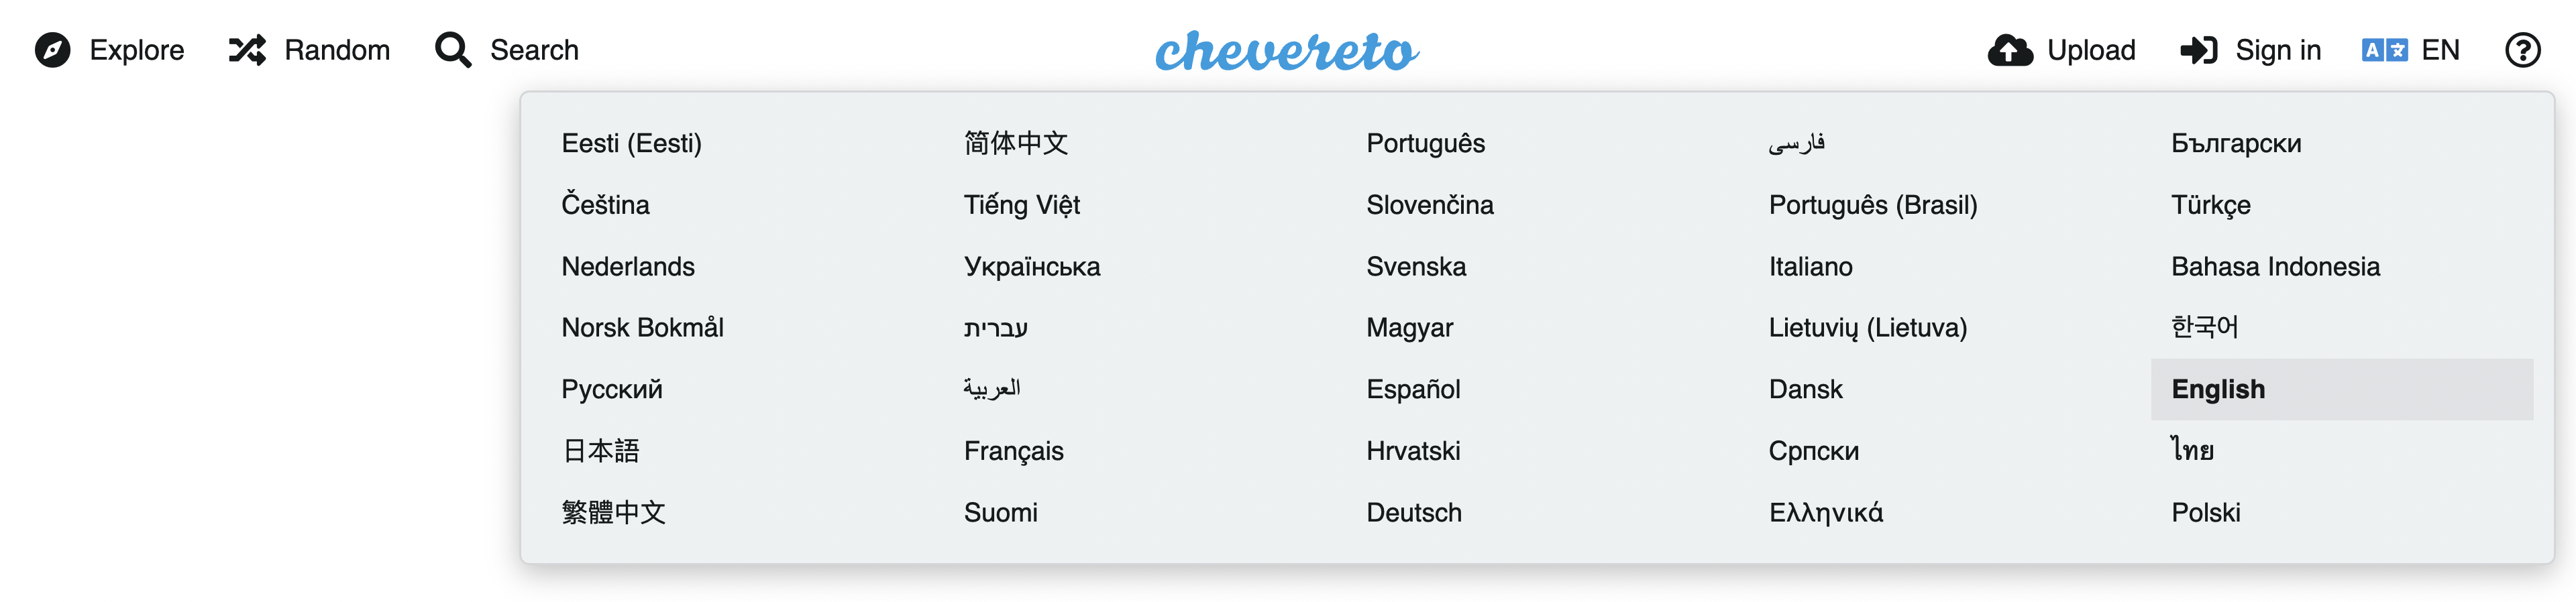 Explore Random Search chevereto Upload Sign in EN
Eesti (Eesti) 简体中文 Português فارسی Български
Čeština Tiếng Việt Slovenčina Português (Brasil) Türkçe
Nederlands Українська Svenska Italiano Bahasa Indonesia
Norsk Bokmål עברית Magyar Lietuvių (Lietuva) 한국어
Русский العربية Español Dansk English
日本語 Français Hrvatski Српски ไทย
繁體中文 Suomi Deutsch Ελληνικά Polski